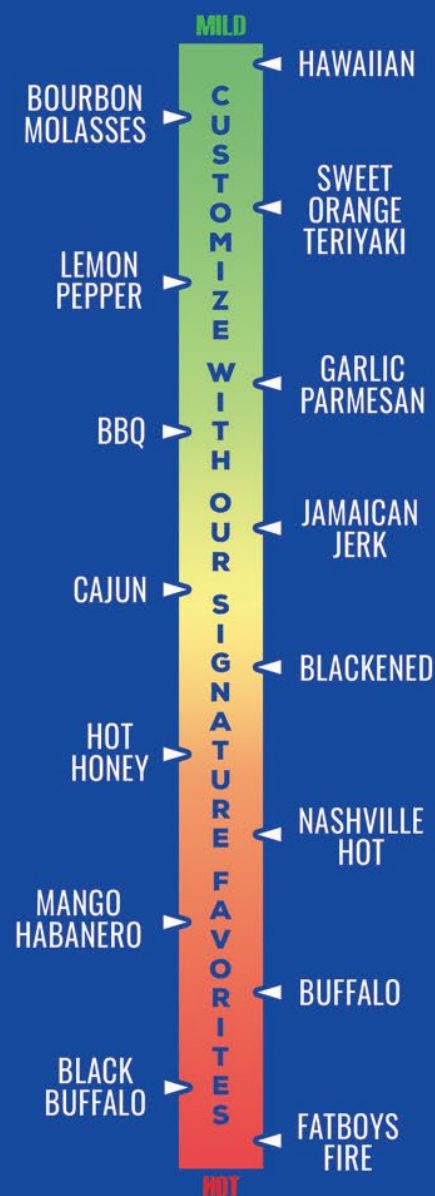 MILD
HAWAIIAN
BOURBON
MOLASSES
SWEET
ORANGE
TERIYAKI
LEMON
PEPPER
GARLIC
PARMESAN
BBQ
JAMAICAN
JERK
CAJUN
BLACKENED
HOT
HONEY
NASHVILLE
HOT
MANGO
HABANERO
BUFFALO
BLACK
BUFFALO
FATBOYS
FIRE
HOT
CUSTOMIZE WITH OUR SIGNATURE FAVORITES